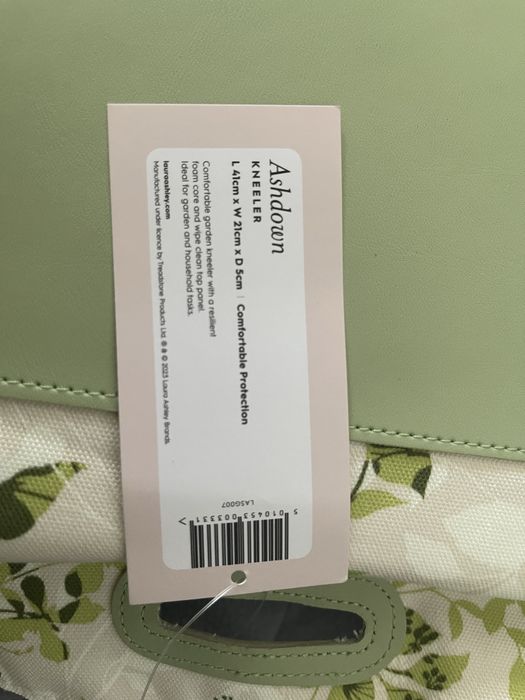 Ashdown
KNEELER
L 41cm x W 21cm x D 5cm | Comfortable Protection
Comfortable garden kneeler with a resilient
foam core and wipe clean top panel.
Ideal for garden and household tasks.
lauraashley.com
Manufactured under licence by Treadstone Products Ltd. ® & © 2023 Laura Ashley Brands.
LASG007
5 010453 003331 >